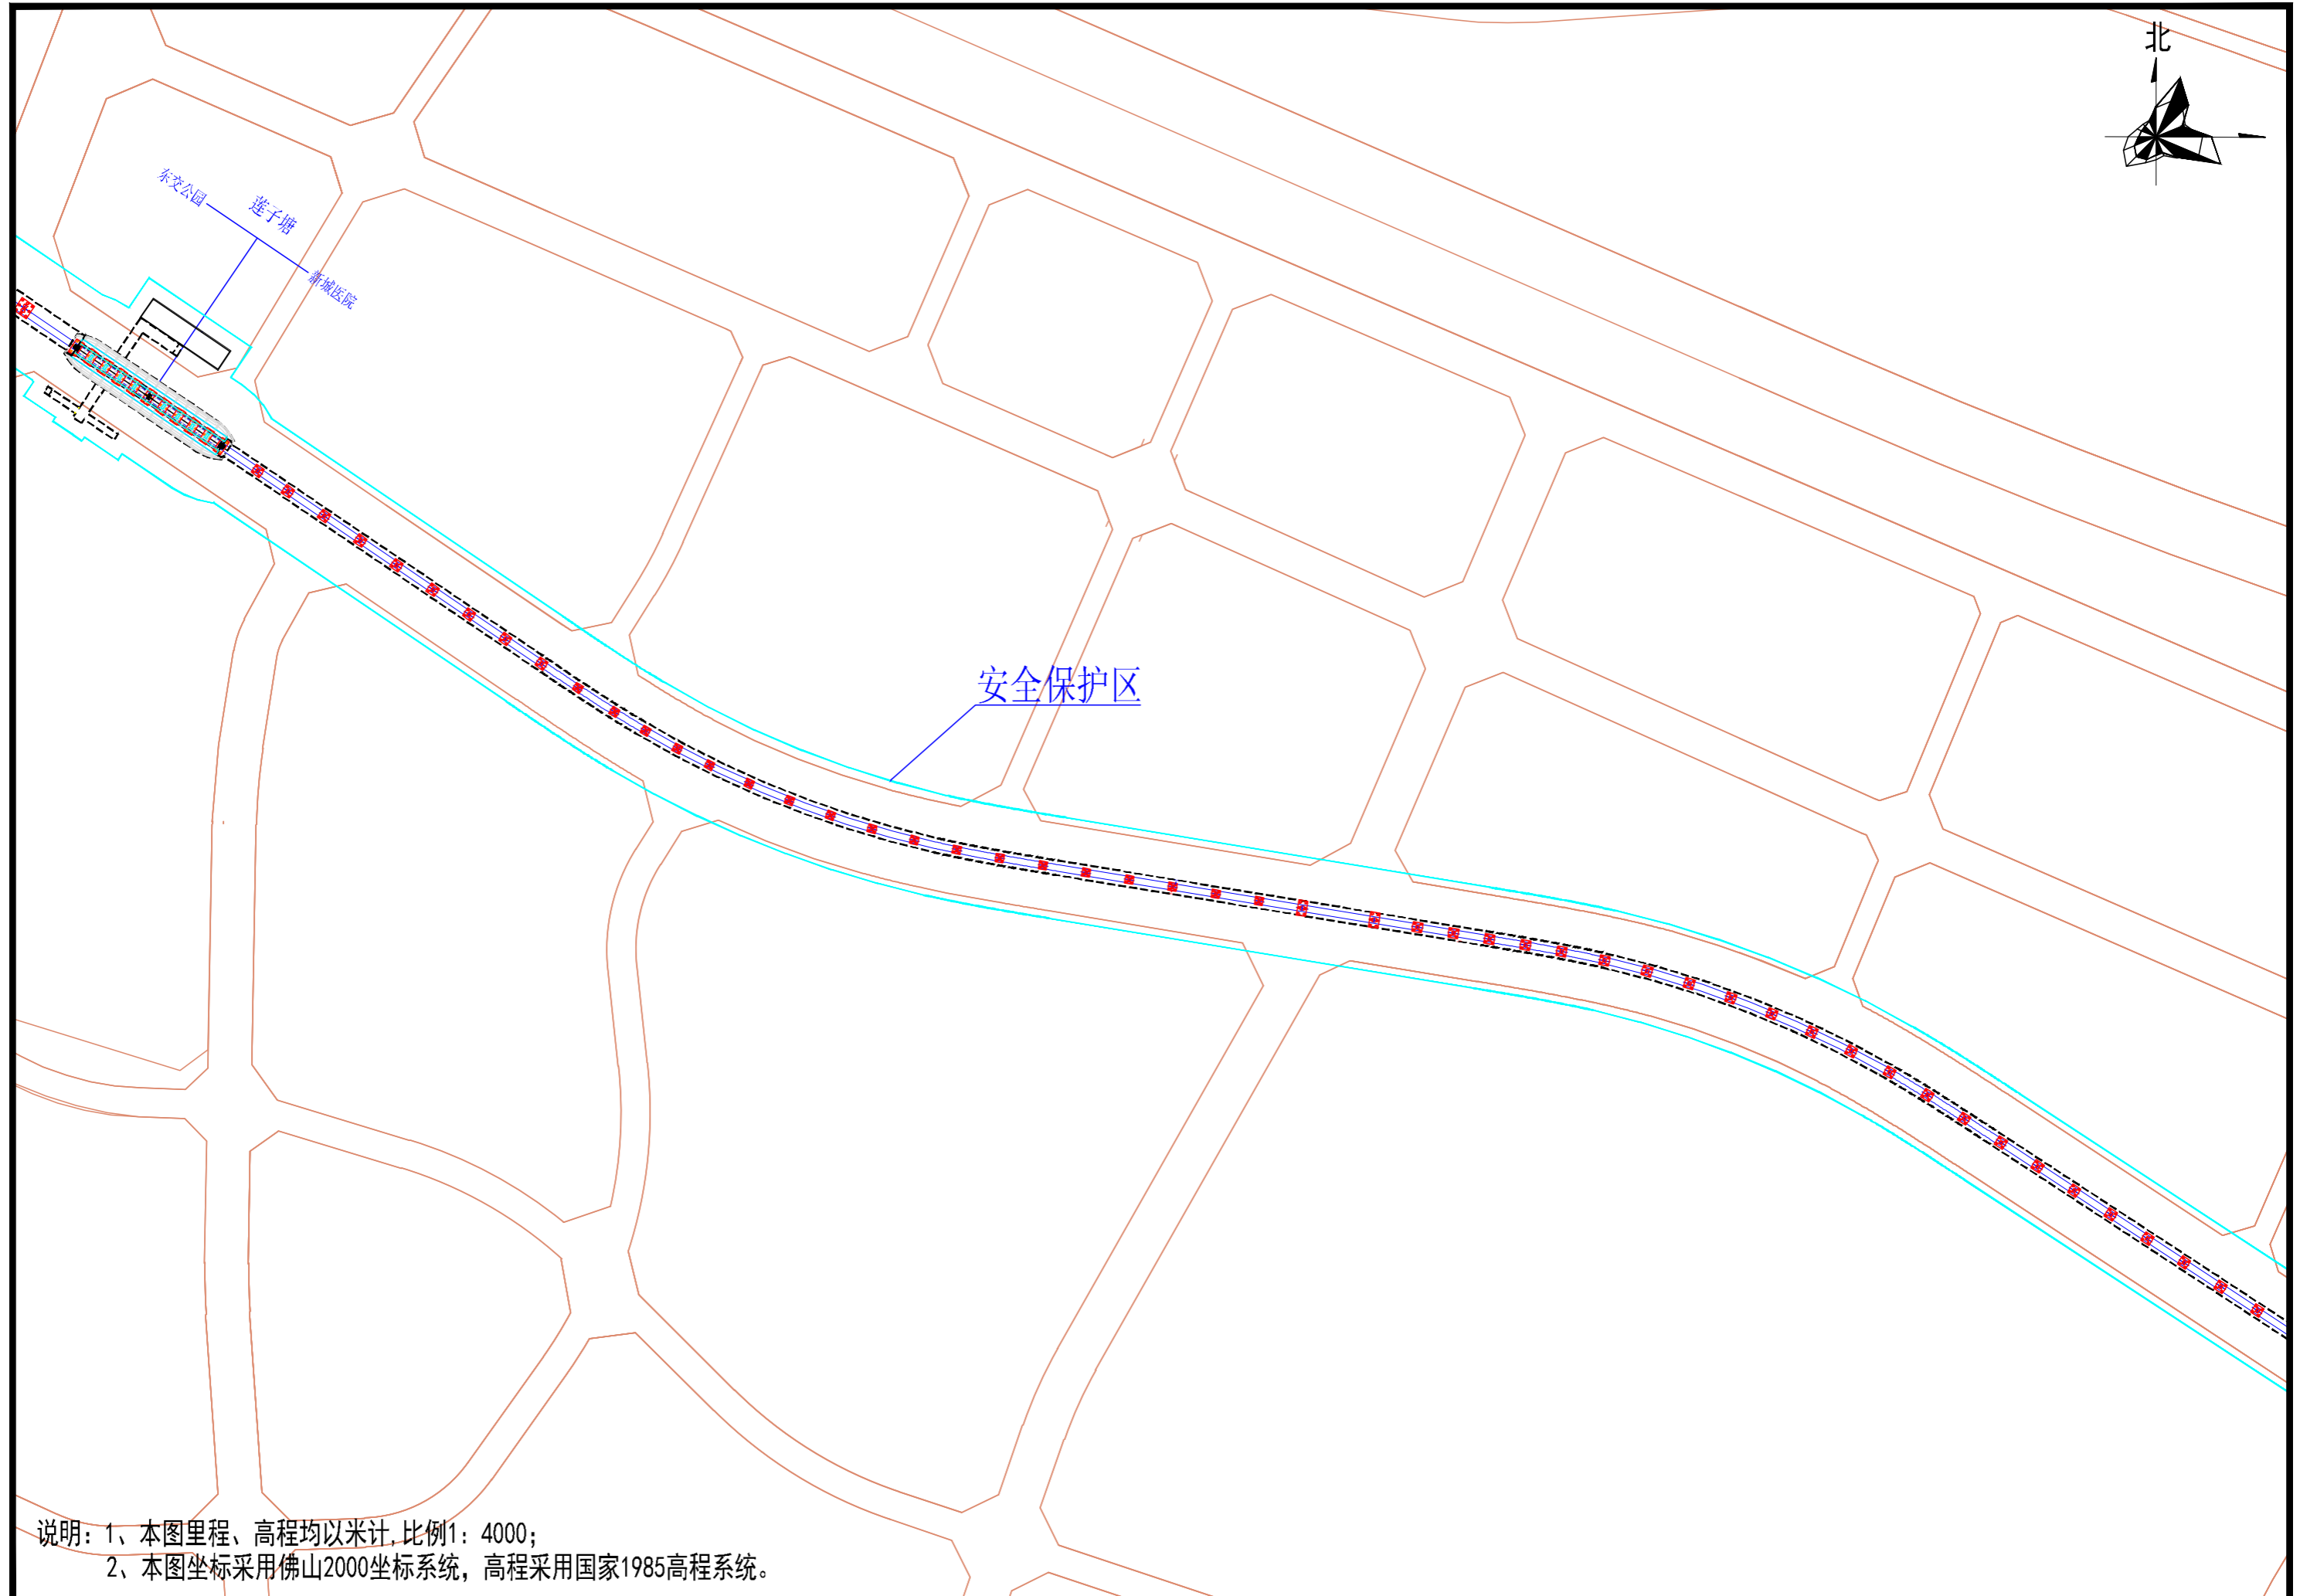 北
东交公园
莲子塘
新城医院
安全保护区
说明：1、本图里程、高程均以米计,比例1：4000；
2、本图坐标采用佛山2000坐标系统，高程采用国家1985高程系统。